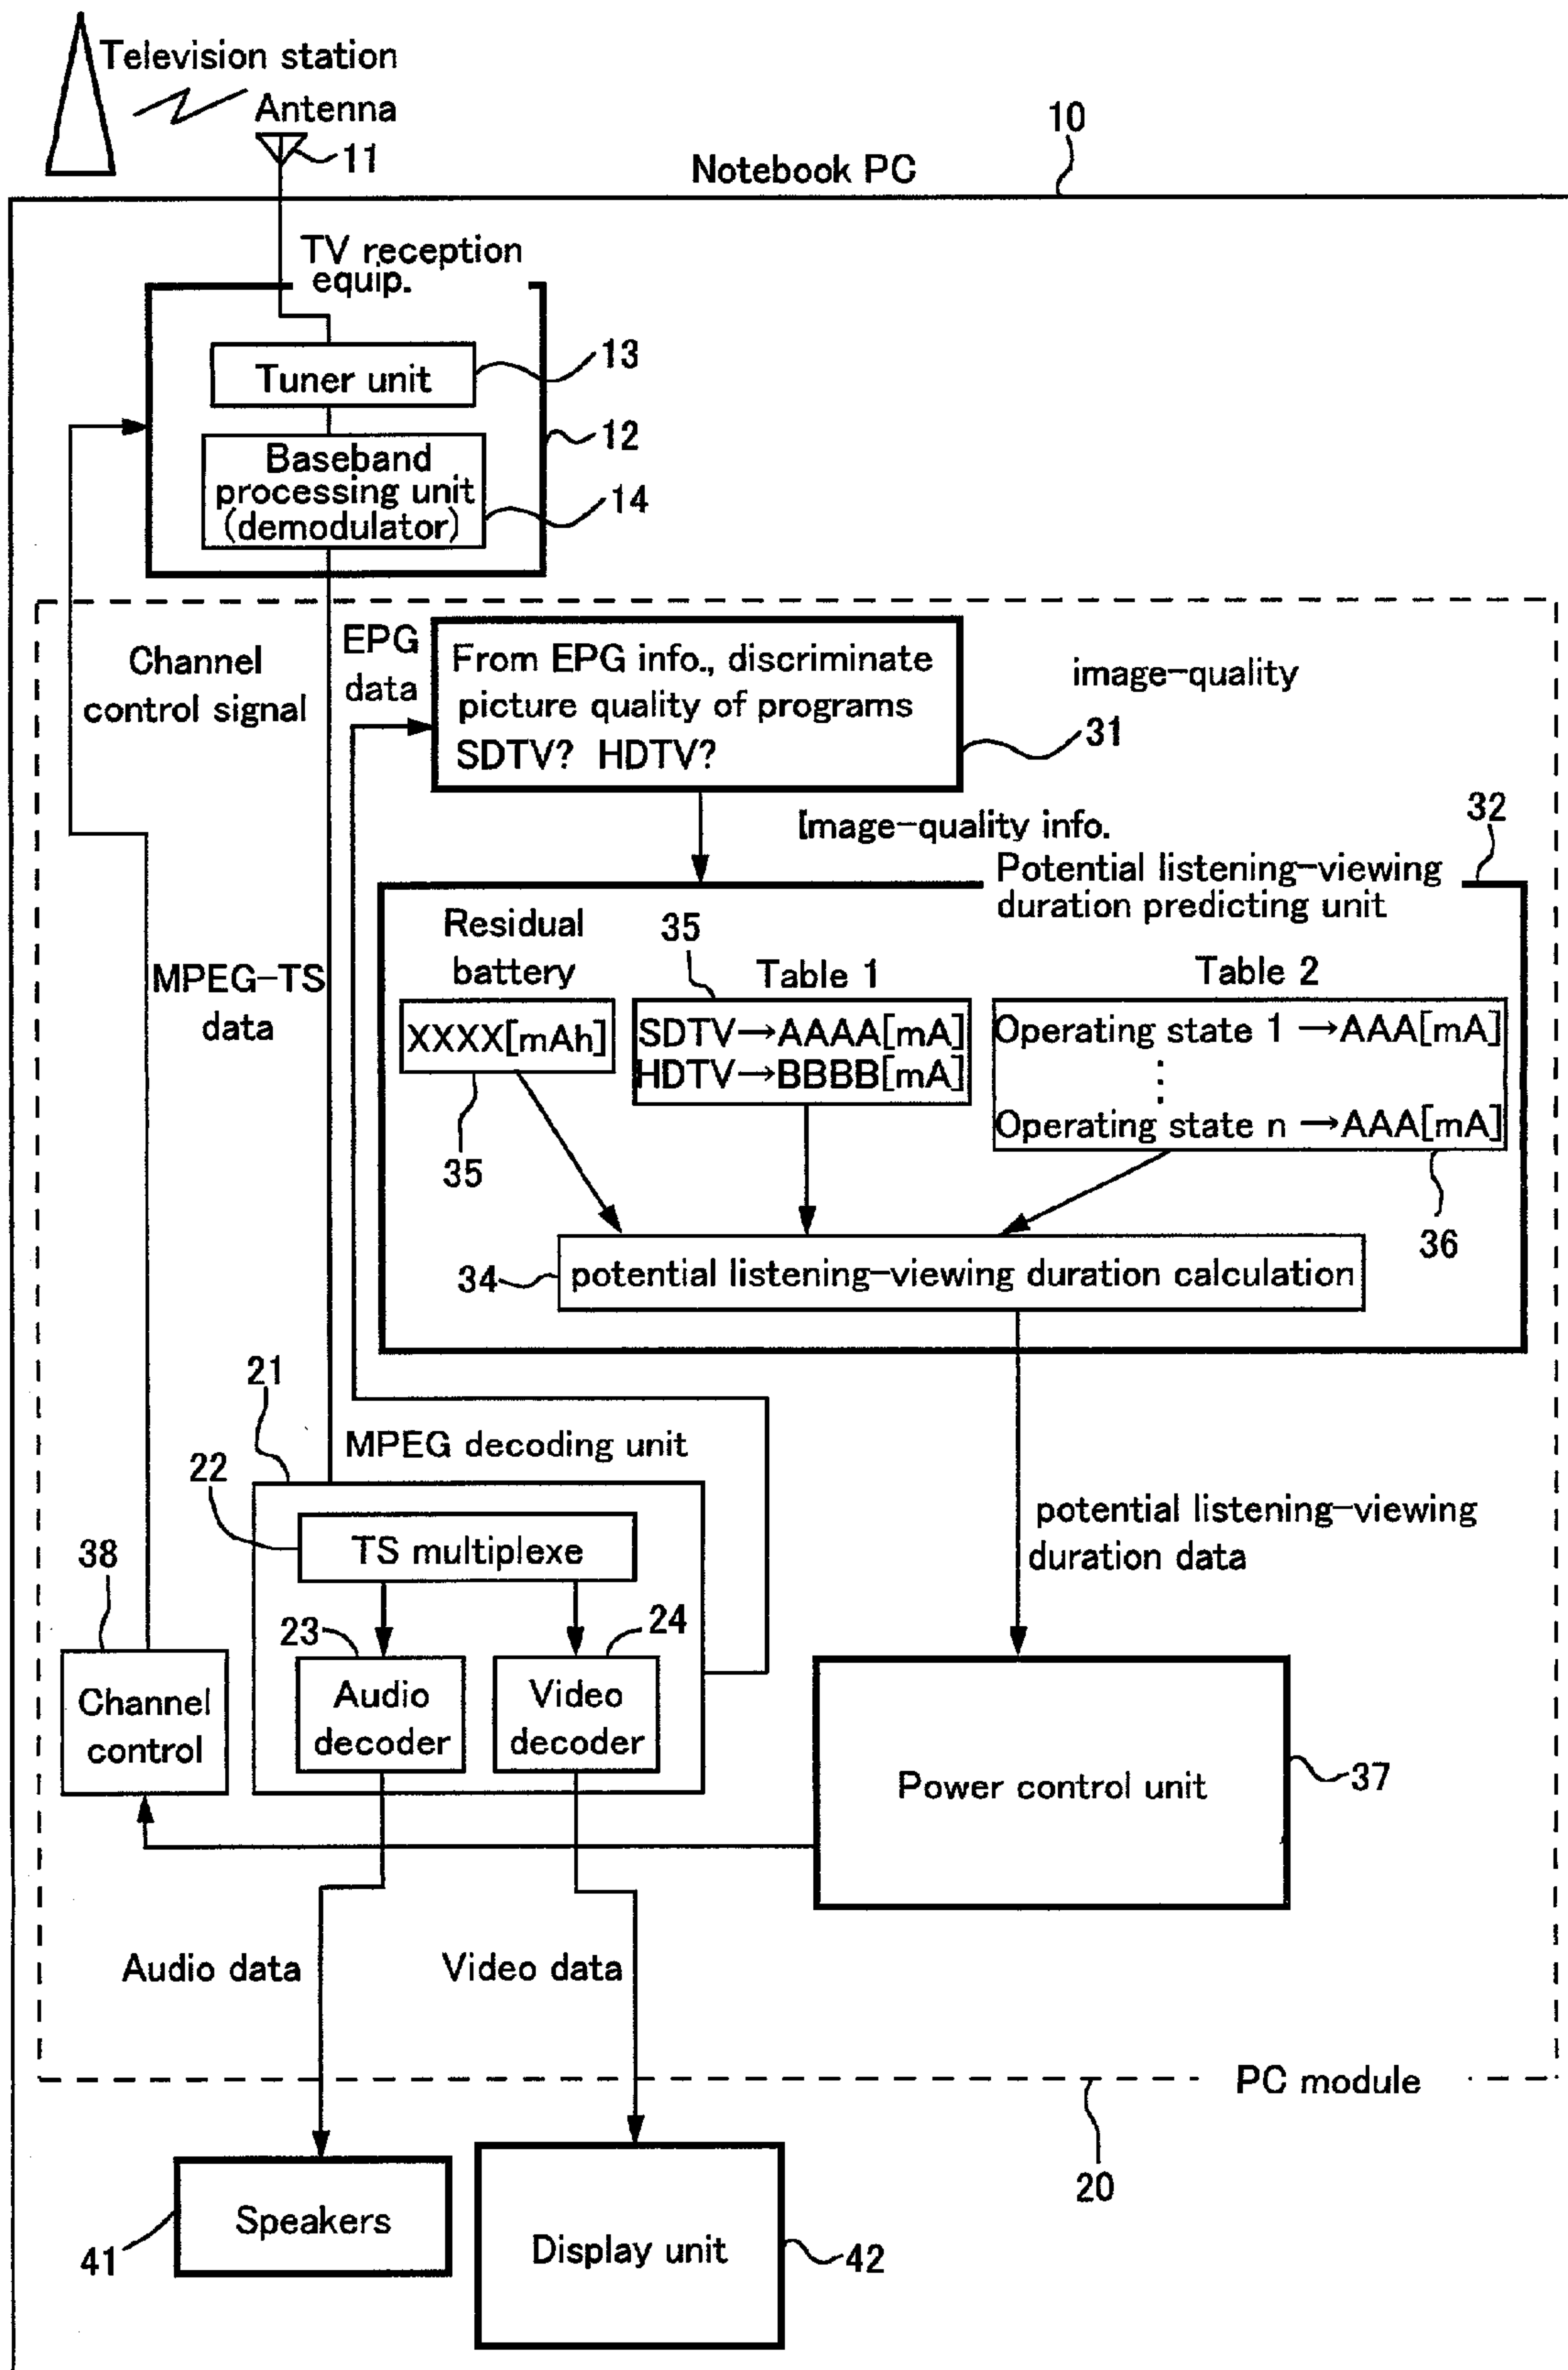 Television station
Antenna
11
10
Notebook PC
TV reception
equip.
13
Tuner unit
12
Baseband
processing unit
(demodulator)
14
Channel
control signal
EPG
data
From EPG info., discriminate
picture quality of programs
SDTV? HDTV?
image-quality
31
Image-quality info.
32
Potential listening-viewing
duration predicting unit
Residual
battery
35
Table 1
Table 2
MPEG-TS
data
XXXX[mAh]
SDTV→AAAA[mA]
HDTV→BBBB[mA]
Operating state 1 →AAA[mA]
⋮
Operating state n →AAA[mA]
35
36
34
potential listening-viewing duration calculation
21
MPEG decoding unit
22
TS multiplexe
potential listening-viewing
duration data
38
23
24
Channel
control
Audio
decoder
Video
decoder
Power control unit
37
Audio data
Video data
PC module
20
Speakers
41
Display unit
42